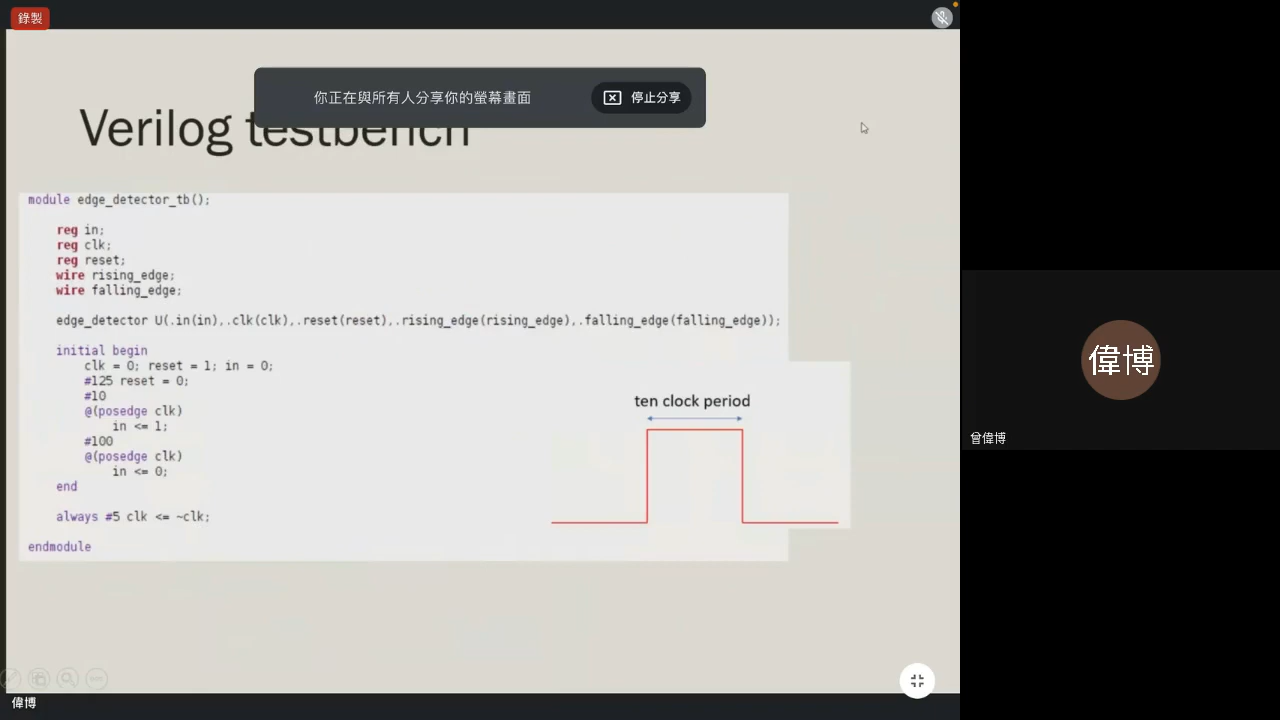 錄製
你正在與所有人分享你的螢幕畫面
停止分享
Verilog testbench
module edge_detector_tb();
reg in;
reg clk;
reg reset;
wire rising_edge;
wire falling_edge;
edge_detector U(.in(in),.clk(clk),.reset(reset),.rising_edge(rising_edge),.falling_edge(falling_edge));
initial begin
clk = 0; reset = 1; in = 0;
#125 reset = 0;
#10
@(posedge clk)
in <= 1;
#100
@(posedge clk)
in <= 0;
end
always #5 clk <= ~clk;
endmodule
ten clock period
偉博
曾偉博
偉博